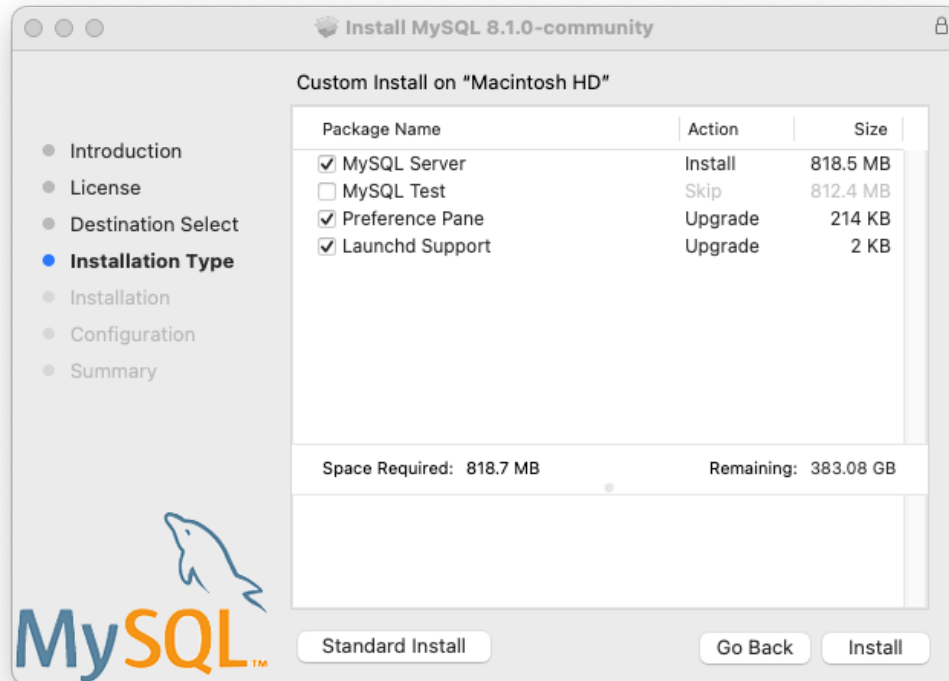 Install MySQL 8.1.0-community
Custom Install on “Macintosh HD”
Introduction
License
Destination Select
Installation Type
Installation
Configuration
Summary
Package Name Action Size
MySQL Server Install 818.5 MB
MySQL Test Skip 812.4 MB
Preference Pane Upgrade 214 KB
Launchd Support Upgrade 2 KB
Space Required: 818.7 MB Remaining: 383.08 GB
MySQL™
Standard Install Go Back Install